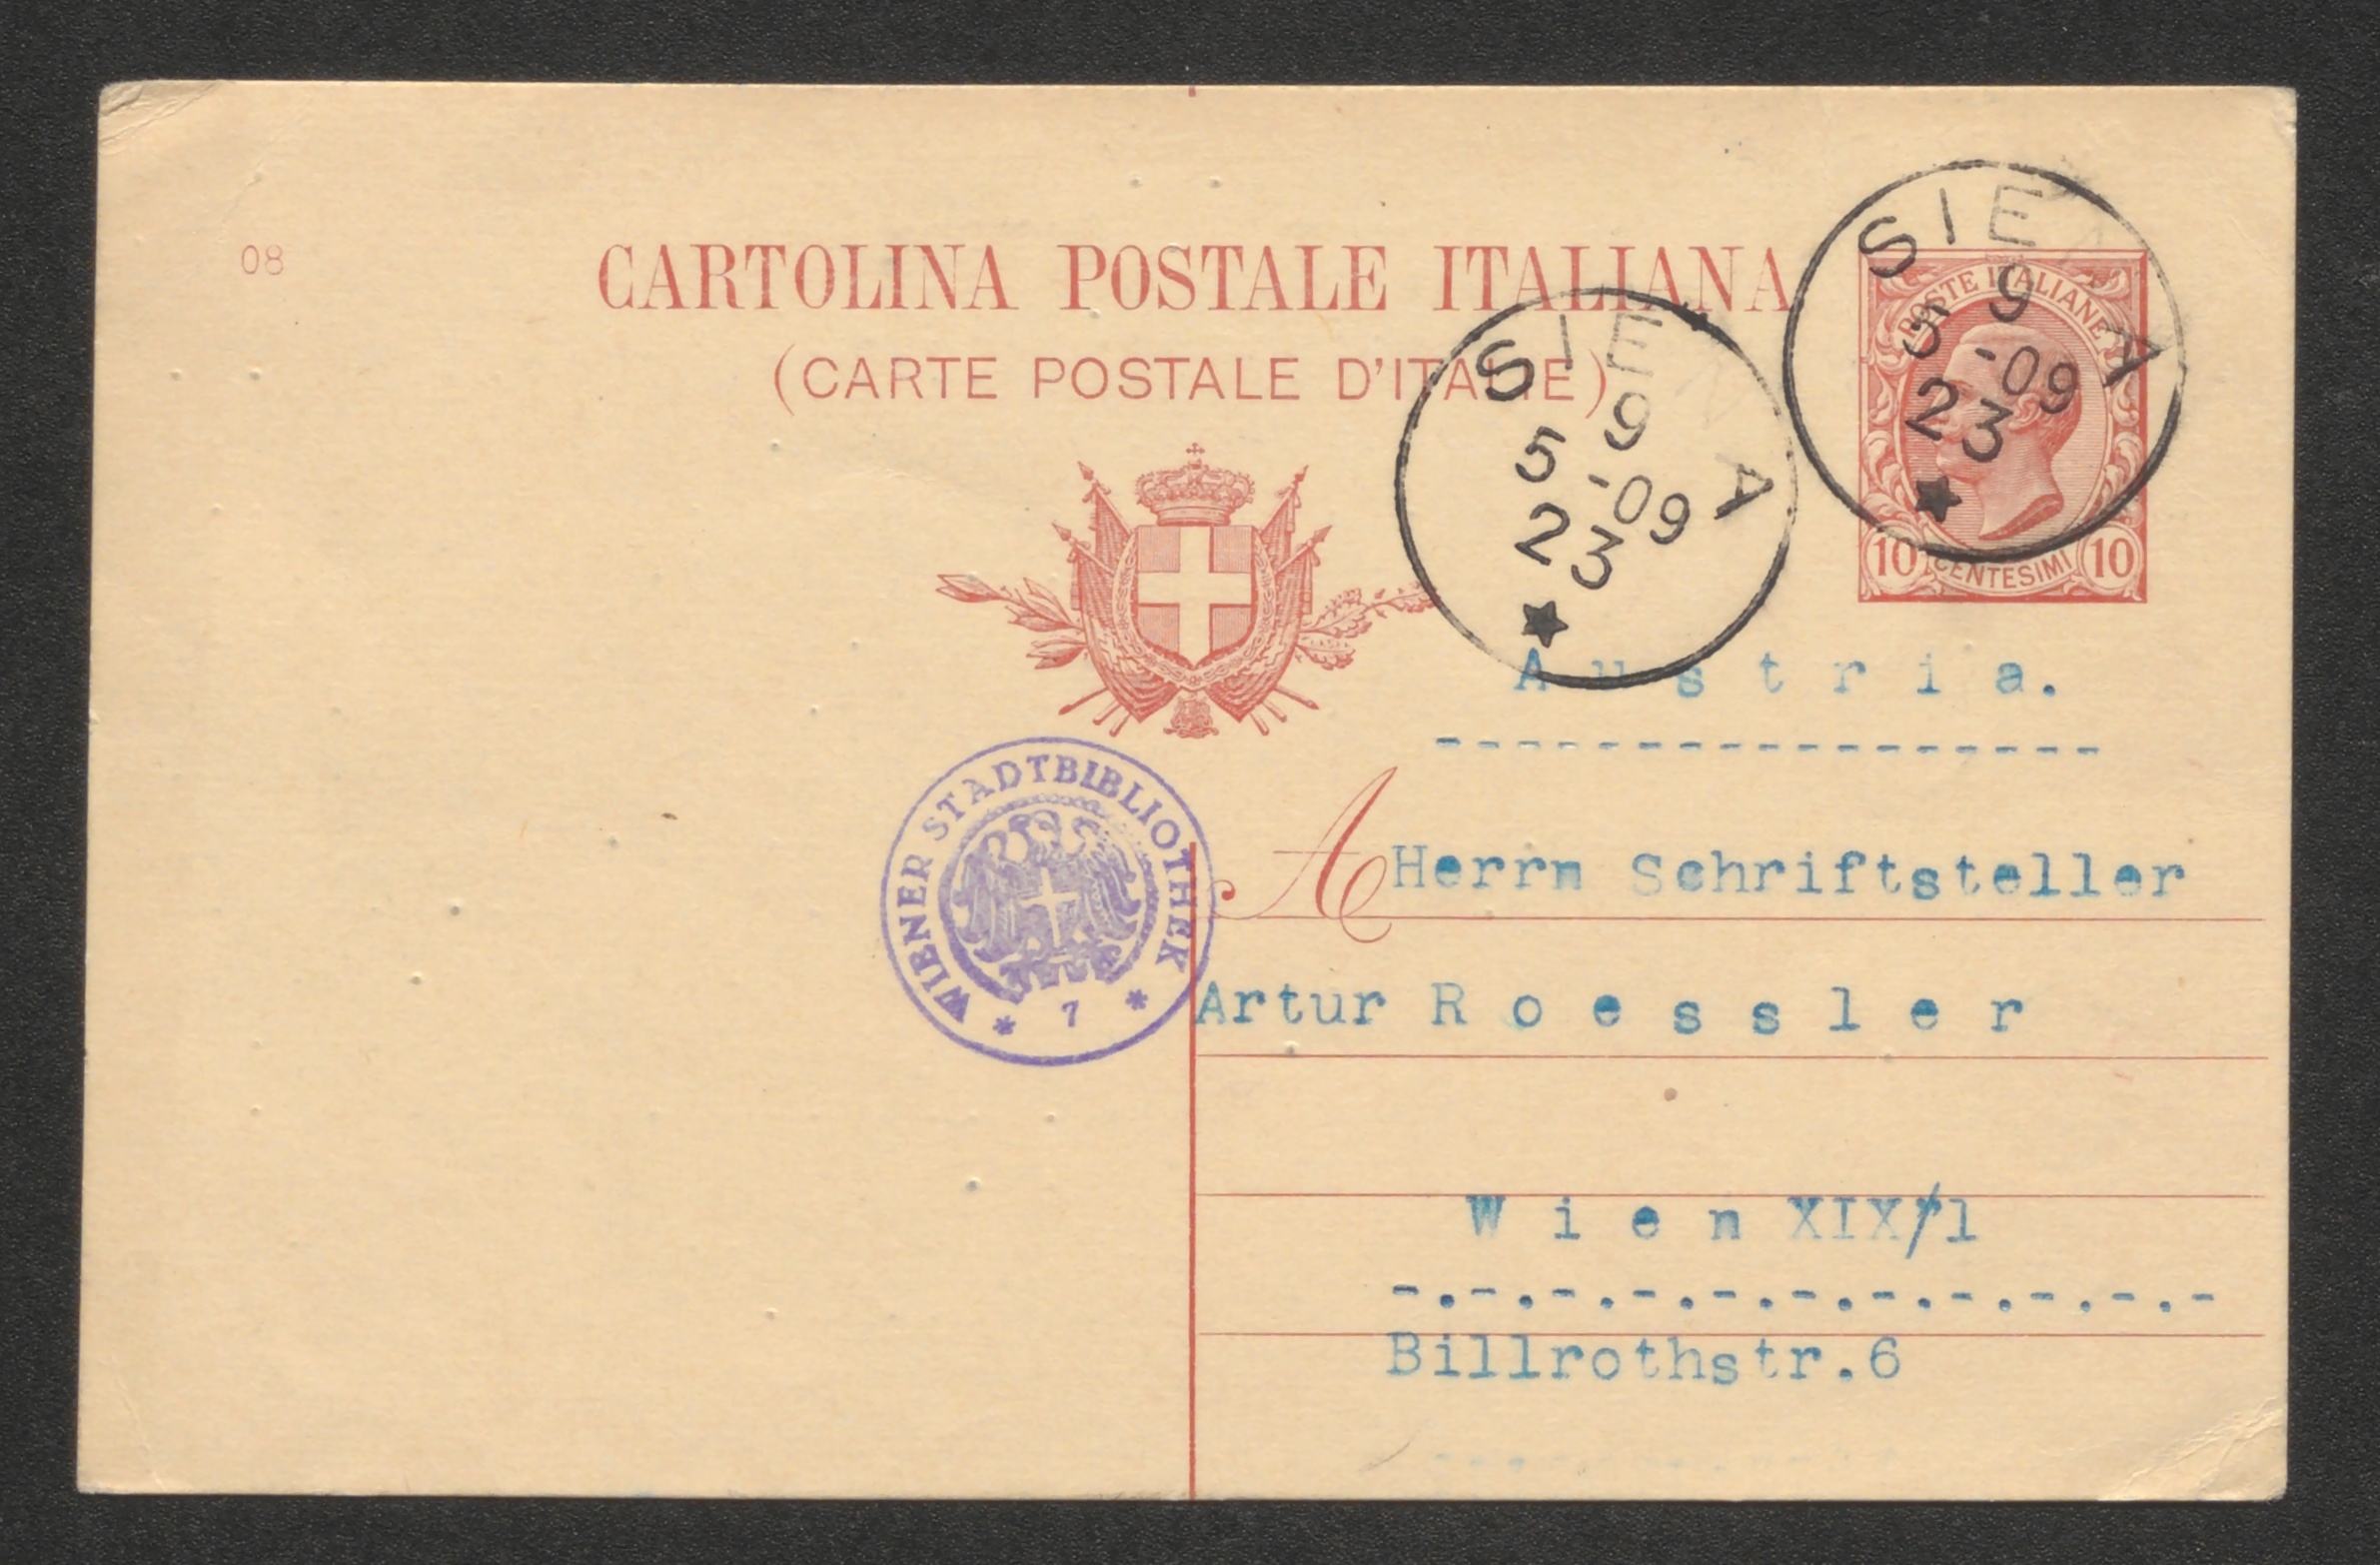 08
CARTOLINA POSTALE ITALIANA
(CARTE POSTALE D'ITALIE)
SIENA
9
5 -09
23
SIENA
9
5 -09
23
POSTE ITALIANE
10 CENTESIMI 10
Austria.
------------------
WIENER STADTBIBLIOTHEK
* 7 *
A Herrn Schriftsteller
Artur Roessler
Wien XIX/1
-.-.-.-.-.-.-.-.-.-.-
Billrothstr.6